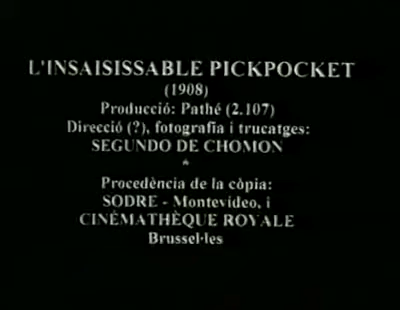 L'INSAISISSABLE PICKPOCKET
(1908)
Producció: Pathé (2.107)
Direcció (?), fotografia i trucatges:
SEGUNDO DE CHOMON
*
Procedència de la còpia:
SODRE - Montevideo, i
CINÉMATHÈQUE ROYALE
Brussel·les